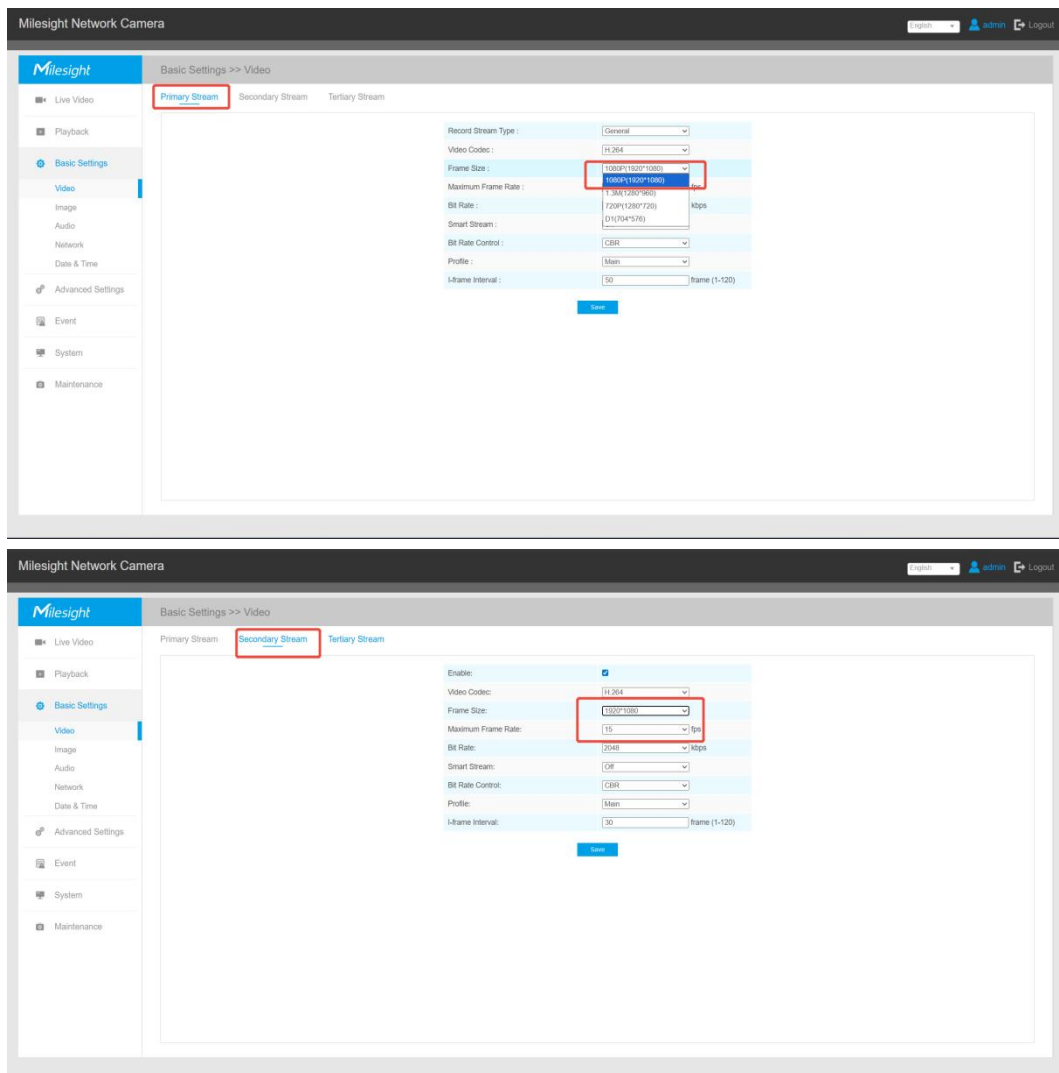 Milesight Network Camera
English admin Logout
Milesight
Basic Settings >> Video
Live Video
Playback
Basic Settings
Video
Image
Audio
Network
Date & Time
Advanced Settings
Event
System
Maintenance
Primary Stream Secondary Stream Tertiary Stream
Record Stream Type : General
Video Codec : H.264
Frame Size : 1080P(1920*1080)
1080P(1920*1080)
Maximum Frame Rate : 1.3M(1280*960) fps
Bit Rate : 720P(1280*720) kbps
Smart Stream : D1(704*576)
Bit Rate Control : CBR
Profile : Main
I-frame Interval : 50 frame (1-120)
Save
Milesight Network Camera
English admin Logout
Milesight
Basic Settings >> Video
Live Video
Playback
Basic Settings
Video
Image
Audio
Network
Date & Time
Advanced Settings
Event
System
Maintenance
Primary Stream Secondary Stream Tertiary Stream
Enable:
Video Codec: H.264
Frame Size: 1920*1080
Maximum Frame Rate: 15 fps
Bit Rate: 2048 kbps
Smart Stream: Off
Bit Rate Control: CBR
Profile: Main
I-frame Interval: 30 frame (1-120)
Save